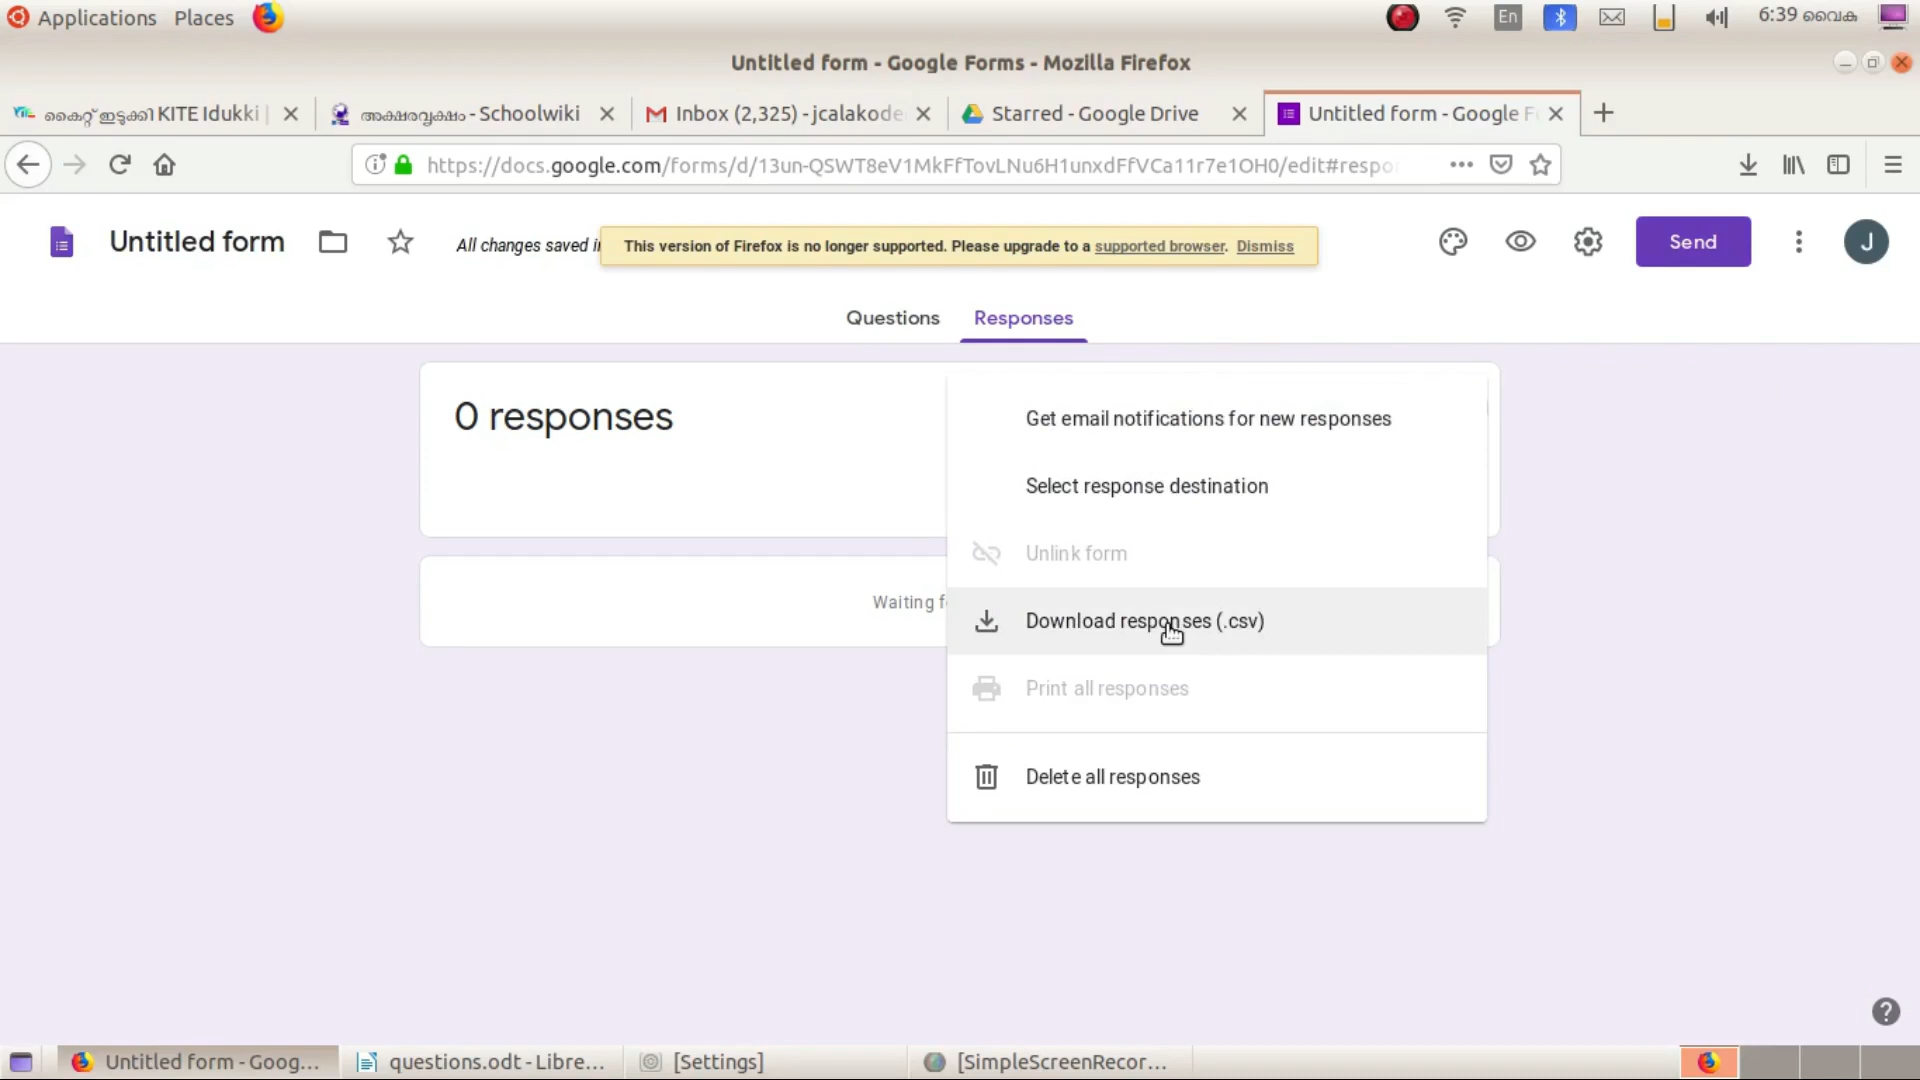 Applications Places En 6:39 വൈകു
Untitled form - Google Forms - Mozilla Firefox
കൈറ്റ് ഇടുക്കി KITE Idukki | അക്ഷരവൃക്ഷം - Schoolwiki Inbox (2,325) - jcalakode Starred - Google Drive Untitled form - Google F
https://docs.google.com/forms/d/13un-QSWT8eV1MkFfTovLNu6H1unxdFfVCa11r7e1OH0/edit#respo
Untitled form All changes saved i This version of Firefox is no longer supported. Please upgrade to a supported browser. Dismiss Send J
Questions Responses
0 responses
Get email notifications for new responses
Select response destination
Unlink form
Waiting f
Download responses (.csv)
Print all responses
Delete all responses
Untitled form - Goog... questions.odt - Libre... [Settings] [SimpleScreenRecor...